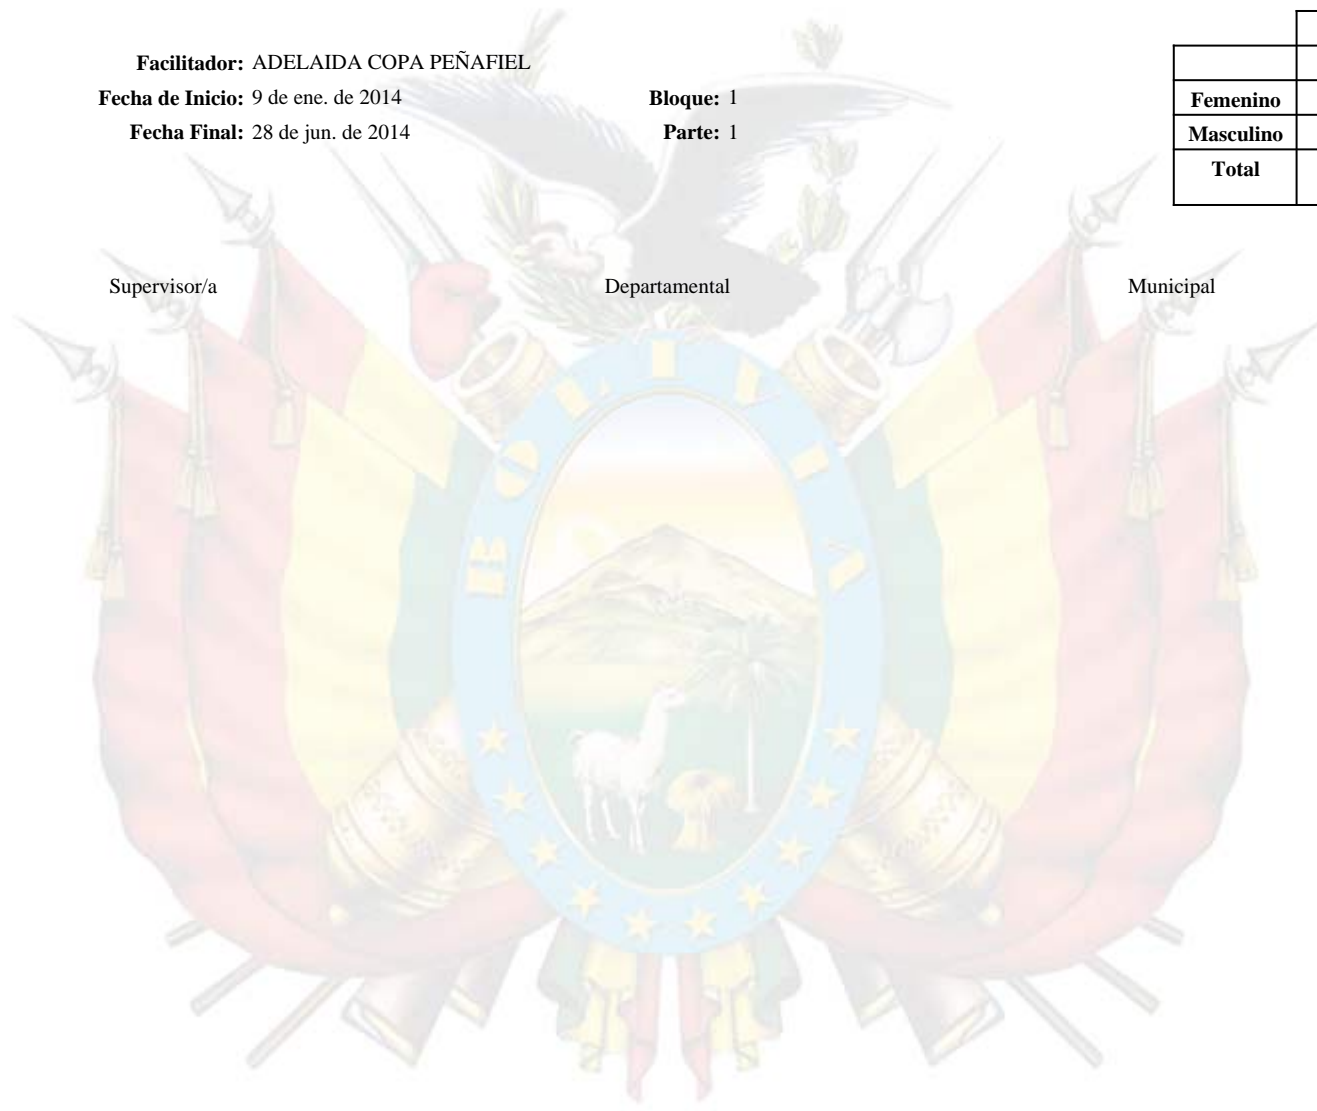 Facilitador: ADELAIDA COPA PEÑAFIEL
Fecha de Inicio: 9 de ene. de 2014 Bloque: 1
Fecha Final: 28 de jun. de 2014 Parte: 1
Femenino
Masculino
Total
Supervisor/a Departamental Municipal
BOLIVIA